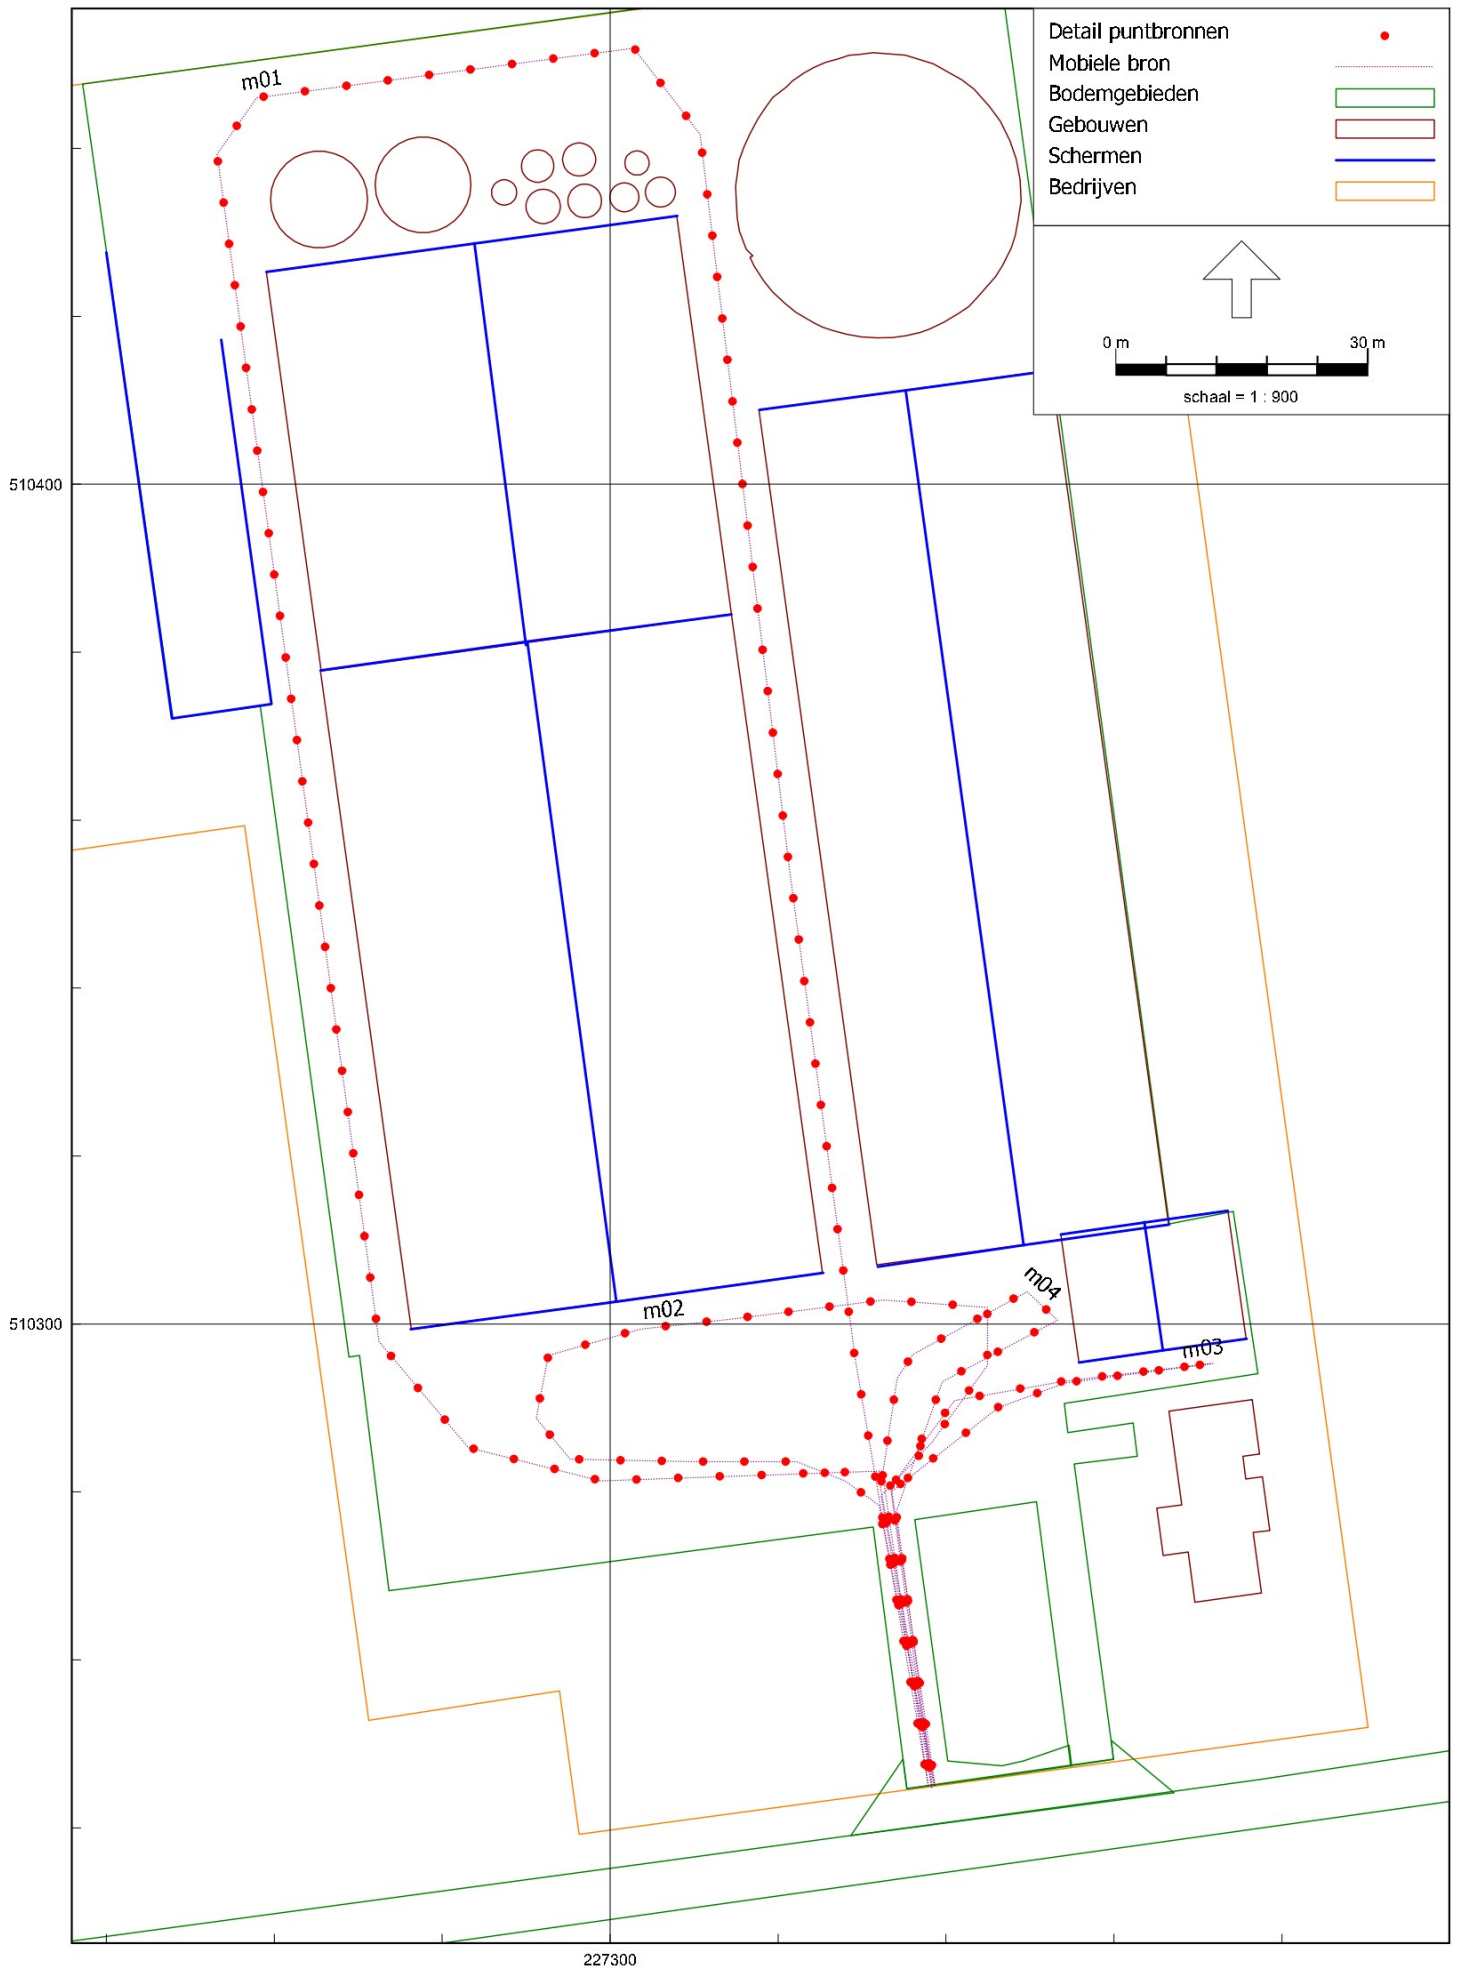 Detail puntbronnen
Mobiele bron
Bodemgebieden
Gebouwen
Schermen
Bedrijven
m01
0 m
30 m
schaal = 1 : 900
510400
m04
m02
510300
m03
227300